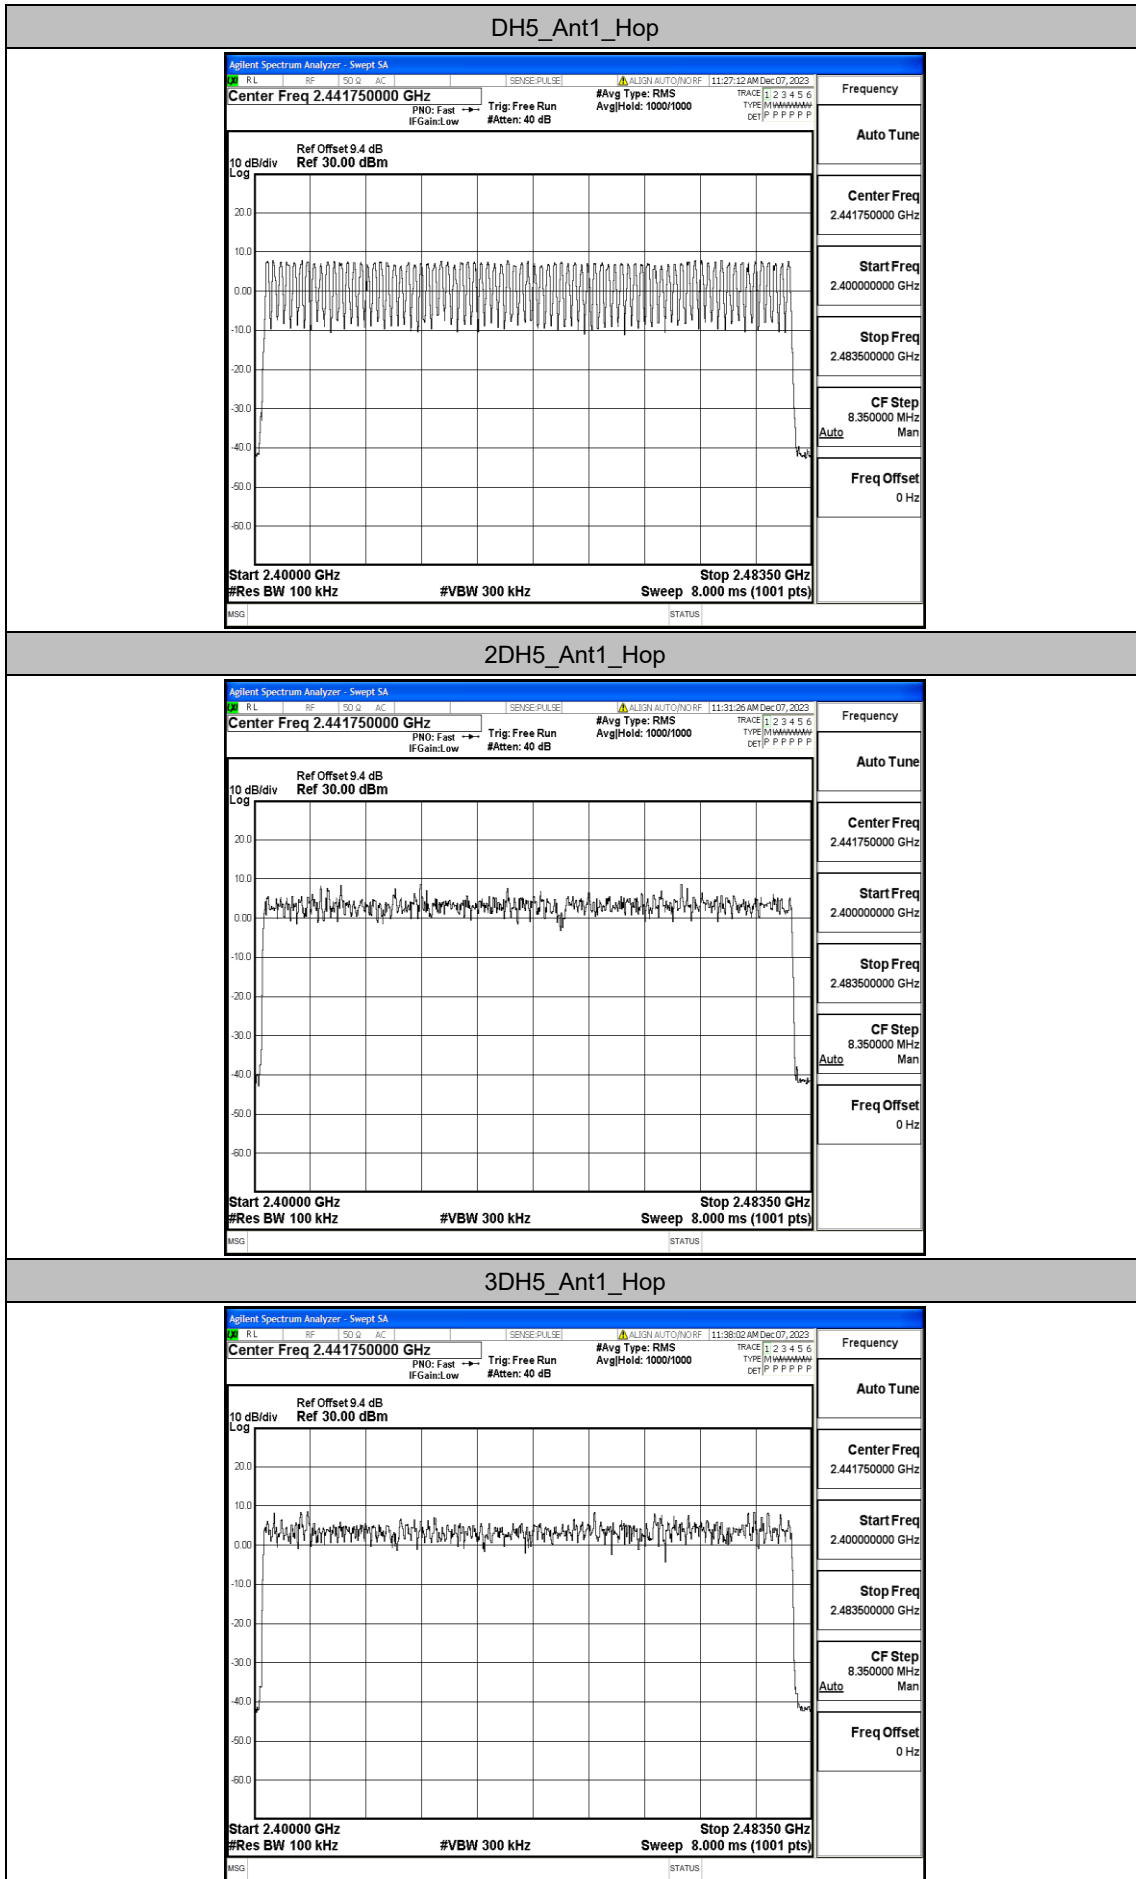 DH5_Ant1_Hop
Agilent Spectrum Analyzer - Swept SA
RL RF 50 Ω AC SENSE:PULSE ALIGN AUTO/NO RF 11:27:12 AM Dec 07, 2023
Center Freq 2.441750000 GHz #Avg Type: RMS TRACE 1 2 3 4 5 6
PNO: Fast Trig: Free Run Avg|Hold: 1000/1000 TYPE M WWWWW
IFGain:Low #Atten: 40 dB DET P P P P P P
Ref Offset 9.4 dB
10 dB/div Ref 30.00 dBm
Log
20.0
10.0
0.00
-10.0
-20.0
-30.0
-40.0
-50.0
-60.0
Start 2.40000 GHz Stop 2.48350 GHz
#Res BW 100 kHz #VBW 300 kHz Sweep 8.000 ms (1001 pts)
MSG STATUS
Frequency
Auto Tune
Center Freq
2.441750000 GHz
Start Freq
2.400000000 GHz
Stop Freq
2.483500000 GHz
CF Step
8.350000 MHz
Auto Man
Freq Offset
0 Hz
2DH5_Ant1_Hop
Agilent Spectrum Analyzer - Swept SA
RL RF 50 Ω AC SENSE:PULSE ALIGN AUTO/NO RF 11:31:26 AM Dec 07, 2023
Center Freq 2.441750000 GHz #Avg Type: RMS TRACE 1 2 3 4 5 6
PNO: Fast Trig: Free Run Avg|Hold: 1000/1000 TYPE M WWWWW
IFGain:Low #Atten: 40 dB DET P P P P P P
Ref Offset 9.4 dB
10 dB/div Ref 30.00 dBm
Log
20.0
10.0
0.00
-10.0
-20.0
-30.0
-40.0
-50.0
-60.0
Start 2.40000 GHz Stop 2.48350 GHz
#Res BW 100 kHz #VBW 300 kHz Sweep 8.000 ms (1001 pts)
MSG STATUS
Frequency
Auto Tune
Center Freq
2.441750000 GHz
Start Freq
2.400000000 GHz
Stop Freq
2.483500000 GHz
CF Step
8.350000 MHz
Auto Man
Freq Offset
0 Hz
3DH5_Ant1_Hop
Agilent Spectrum Analyzer - Swept SA
RL RF 50 Ω AC SENSE:PULSE ALIGN AUTO/NO RF 11:38:02 AM Dec 07, 2023
Center Freq 2.441750000 GHz #Avg Type: RMS TRACE 1 2 3 4 5 6
PNO: Fast Trig: Free Run Avg|Hold: 1000/1000 TYPE M WWWWW
IFGain:Low #Atten: 40 dB DET P P P P P P
Ref Offset 9.4 dB
10 dB/div Ref 30.00 dBm
Log
20.0
10.0
0.00
-10.0
-20.0
-30.0
-40.0
-50.0
-60.0
Start 2.40000 GHz Stop 2.48350 GHz
#Res BW 100 kHz #VBW 300 kHz Sweep 8.000 ms (1001 pts)
MSG STATUS
Frequency
Auto Tune
Center Freq
2.441750000 GHz
Start Freq
2.400000000 GHz
Stop Freq
2.483500000 GHz
CF Step
8.350000 MHz
Auto Man
Freq Offset
0 Hz